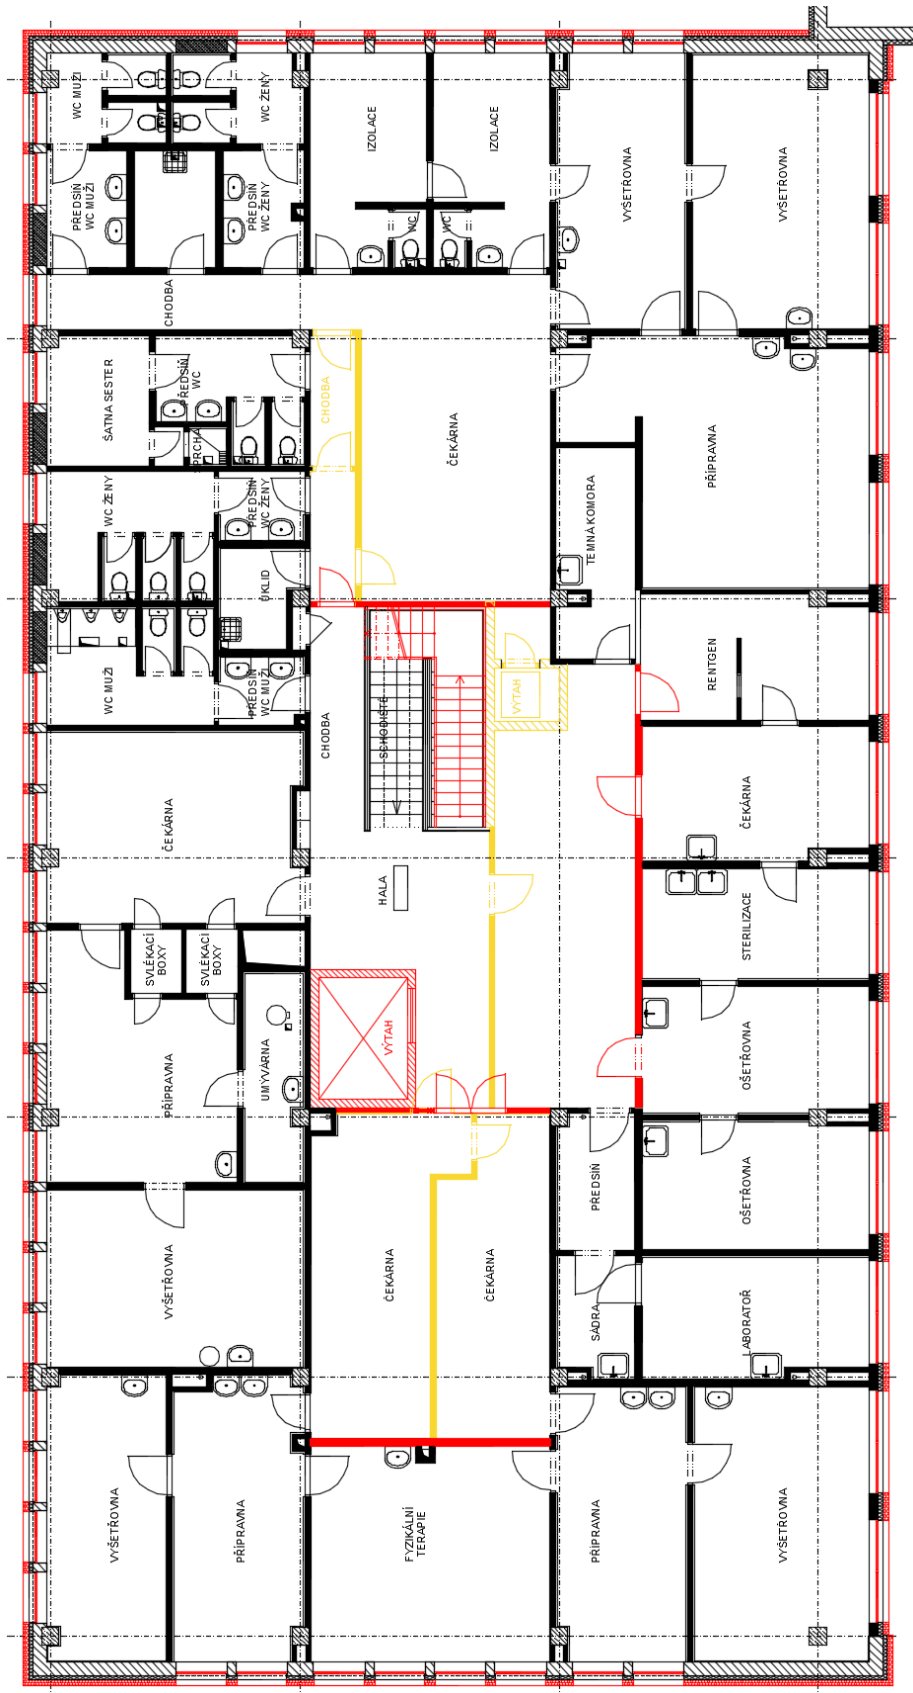 WC MUŽI
WC ŽENY
IZOLACE
IZOLACE
VYŠETŘOVNA
VYŠETŘOVNA
PŘEDSÍŇ
WC MUŽI
PŘEDSÍŇ
WC ŽENY
WC
WC
CHODBA
ŠATNA SESTER
PŘEDSÍŇ
WC
SPRCHA
CHODBA
ČEKÁRNA
PŘÍPRAVNA
WC ŽENY
PŘEDSÍŇ
WC ŽENY
TEMNÁ KOMORA
ÚKLID
WC MUŽI
PŘEDSÍŇ
WC MUŽI
CHODBA
SCHODIŠTĚ
VÝTAH
RENTGEN
ČEKÁRNA
ČEKÁRNA
HALA
STERILIZACE
SVLÉKACÍ
BOXY
SVLÉKACÍ
BOXY
PŘÍPRAVNA
UMÝVÁRNA
VÝTAH
OŠETŘOVNA
PŘEDSÍŇ
OŠETŘOVNA
VYŠETŘOVNA
ČEKÁRNA
ČEKÁRNA
SÁDRA
LABORATOŘ
VYŠETŘOVNA
PŘÍPRAVNA
FYZIKÁLNÍ
TERAPIE
PŘÍPRAVNA
VYŠETŘOVNA